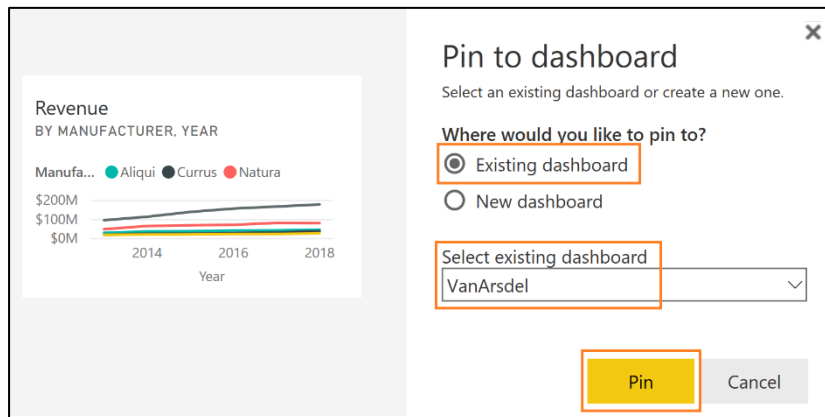 Revenue
BY MANUFACTURER, YEAR
Manufa... Aliqui Currus Natura
$200M
$100M
$0M
2014 2016 2018
Year
Pin to dashboard
Select an existing dashboard or create a new one.
Where would you like to pin to?
Existing dashboard
New dashboard
Select existing dashboard
VanArsdel
Pin Cancel